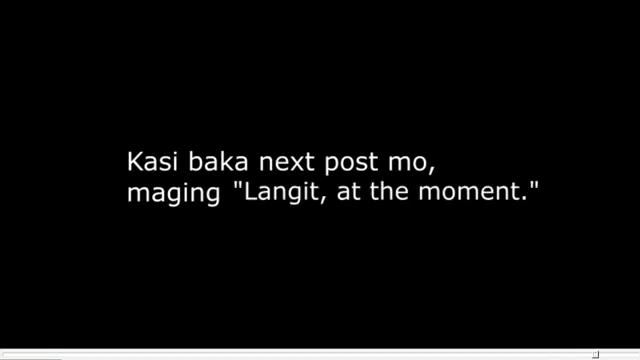 Kasi baka next post mo,
maging "Langit, at the moment."